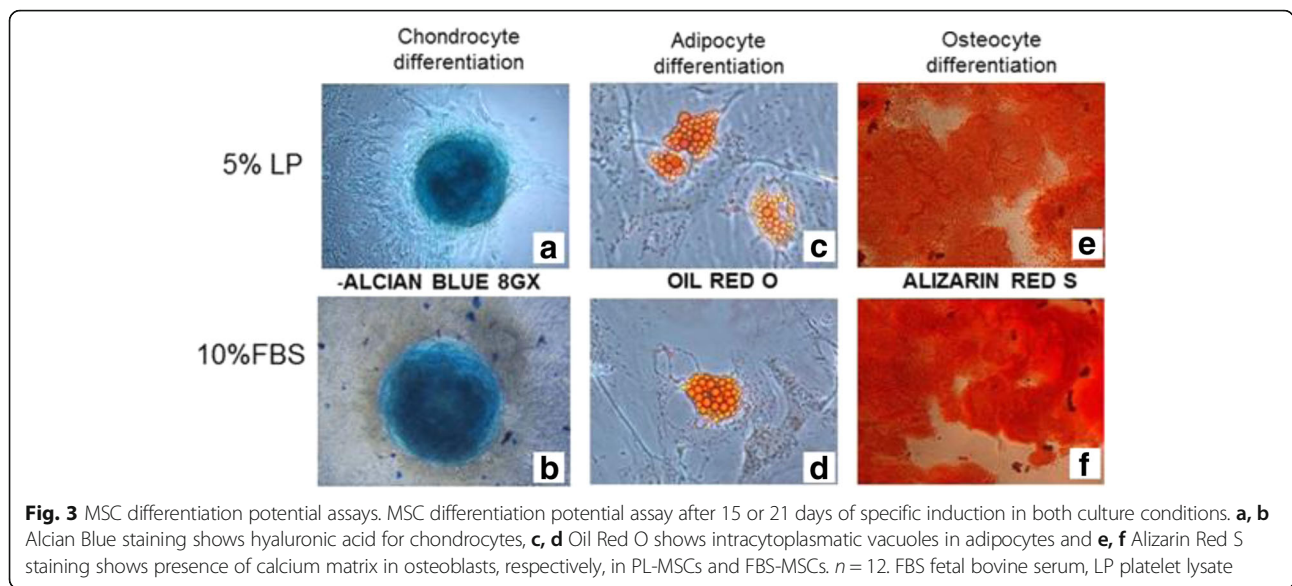 Chondrocyte
differentiation
Adipocyte
differentiation
Osteocyte
differentiation
5% LP
a
c
e
-ALCIAN BLUE 8GX
OIL RED O
ALIZARIN RED S
10%FBS
b
d
f
Fig. 3 MSC differentiation potential assays. MSC differentiation potential assay after 15 or 21 days of specific induction in both culture conditions. a, b
Alcian Blue staining shows hyaluronic acid for chondrocytes, c, d Oil Red O shows intracytoplasmatic vacuoles in adipocytes and e, f Alizarin Red S
staining shows presence of calcium matrix in osteoblasts, respectively, in PL-MSCs and FBS-MSCs. n = 12. FBS fetal bovine serum, LP platelet lysate